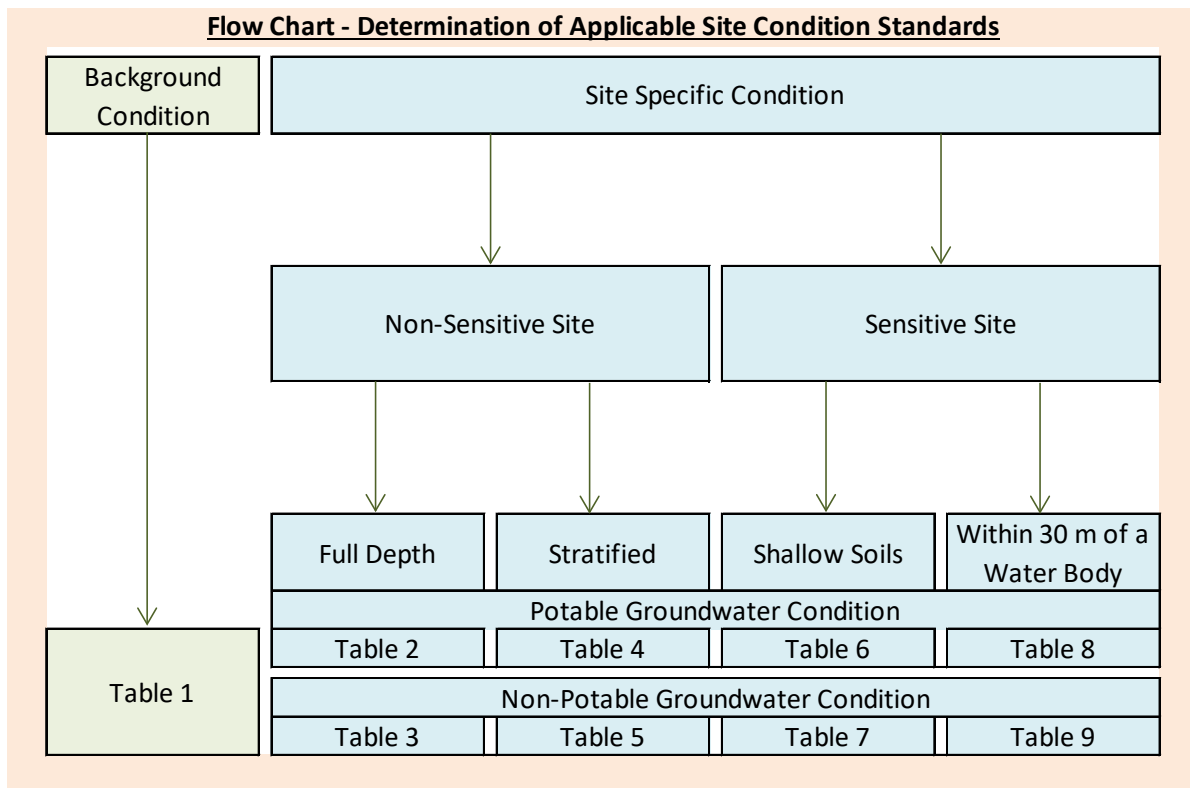 Flow Chart - Determination of Applicable Site Condition Standards
Background
Condition
Site Specific Condition
Non-Sensitive Site
Sensitive Site
Full Depth
Stratified
Shallow Soils
Within 30 m of a
Water Body
Potable Groundwater Condition
Table 2
Table 4
Table 6
Table 8
Table 1
Non-Potable Groundwater Condition
Table 3
Table 5
Table 7
Table 9